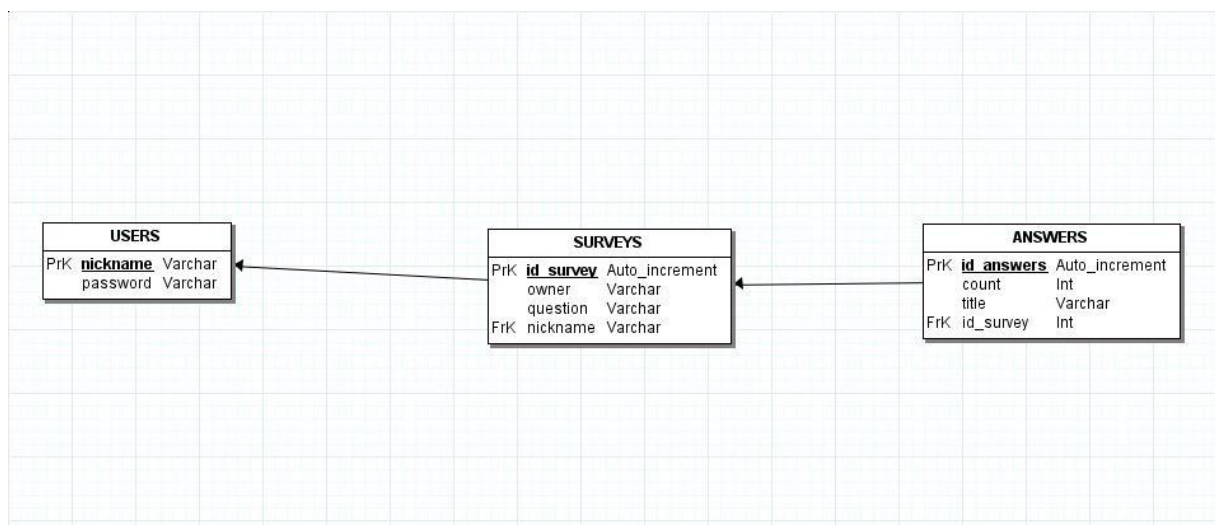 USERS
PrK nickname Varchar
password Varchar
SURVEYS
PrK id_survey Auto_increment
owner Varchar
question Varchar
FrK nickname Varchar
ANSWERS
PrK id_answers Auto_increment
count Int
title Varchar
FrK id_survey Int